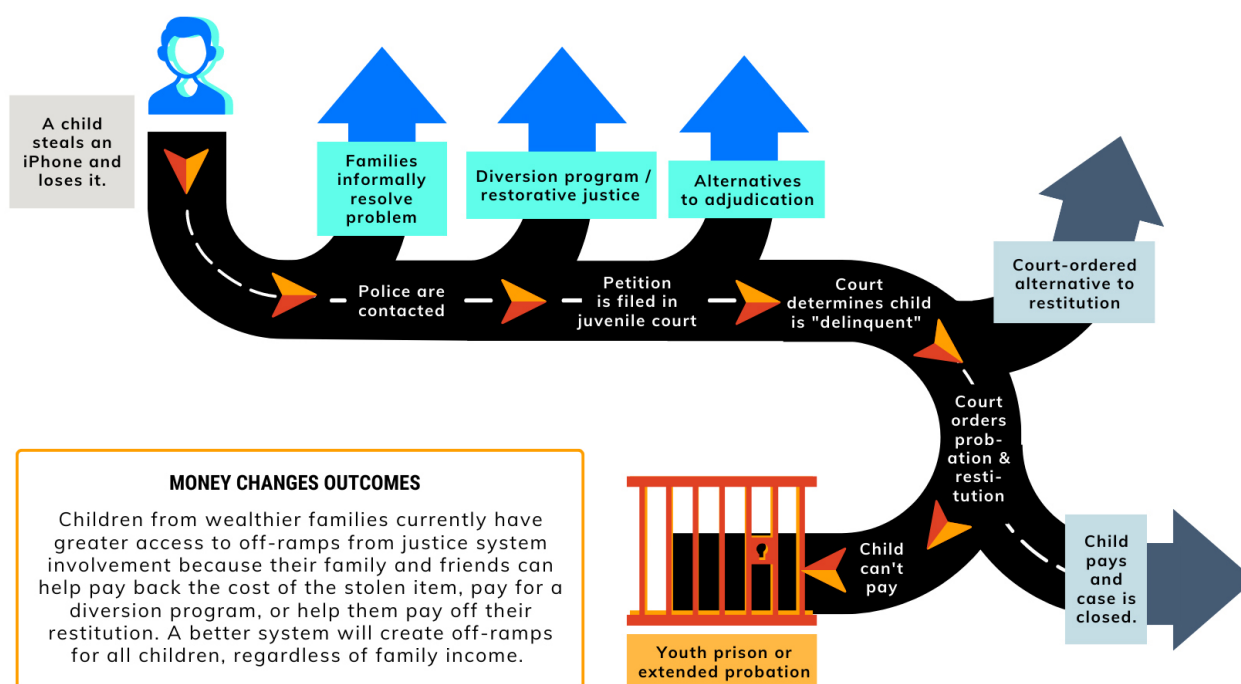 A child
steals an
iPhone and
loses it.
Families
informally
resolve
problem
Diversion program /
restorative justice
Alternatives
to adjudication
Police are
contacted
Petition
is filed in
juvenile court
Court
determines child
is "delinquent"
Court-ordered
alternative to
restitution
Court
orders
prob-
ation &
resti-
tution
Child
pays
and
case is
closed.
Child
can't
pay
Youth prison or
extended probation
MONEY CHANGES OUTCOMES
Children from wealthier families currently have
greater access to off-ramps from justice system
involvement because their family and friends can
help pay back the cost of the stolen item, pay for a
diversion program, or help them pay off their
restitution. A better system will create off-ramps
for all children, regardless of family income.